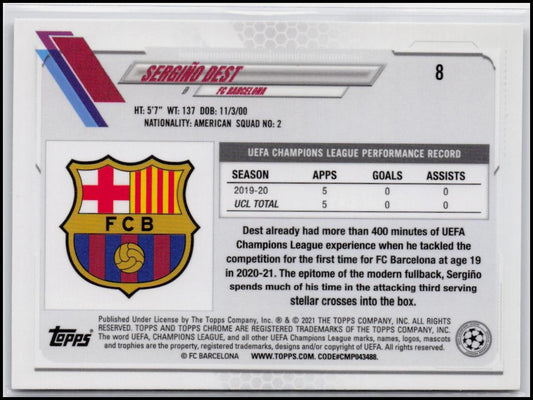 SERGIÑO DEST
8
FC BARCELONA
HT: 5'7" WT: 137 DOB: 11/3/00
NATIONALITY: AMERICAN SQUAD NO: 2
UEFA CHAMPIONS LEAGUE PERFORMANCE RECORD
SEASON APPS GOALS ASSISTS
2019-20 5 0 0
UCL TOTAL 5 0 0
FCB
Dest already had more than 400 minutes of UEFA
Champions League experience when he tackled the
competition for the first time for FC Barcelona at age 19
in 2020-21. The epitome of the modern fullback, Sergiño
spends much of his time in the attacking third serving
stellar crosses into the box.
Topps
Published Under License by The Topps Company, Inc. ® & © 2021 THE TOPPS COMPANY, INC. ALL RIGHTS
RESERVED. TOPPS AND TOPPS CHROME ARE REGISTERED TRADEMARKS OF THE TOPPS COMPANY, INC.
The word UEFA, CHAMPIONS LEAGUE, and all other UEFA Champions League marks, names, logos, mascots
and trophies are the property, registered trademarks, designs and/or copyright of UEFA. All rights reserved.
© FC BARCELONA WWW.TOPPS.COM. CODE#CMP043488.